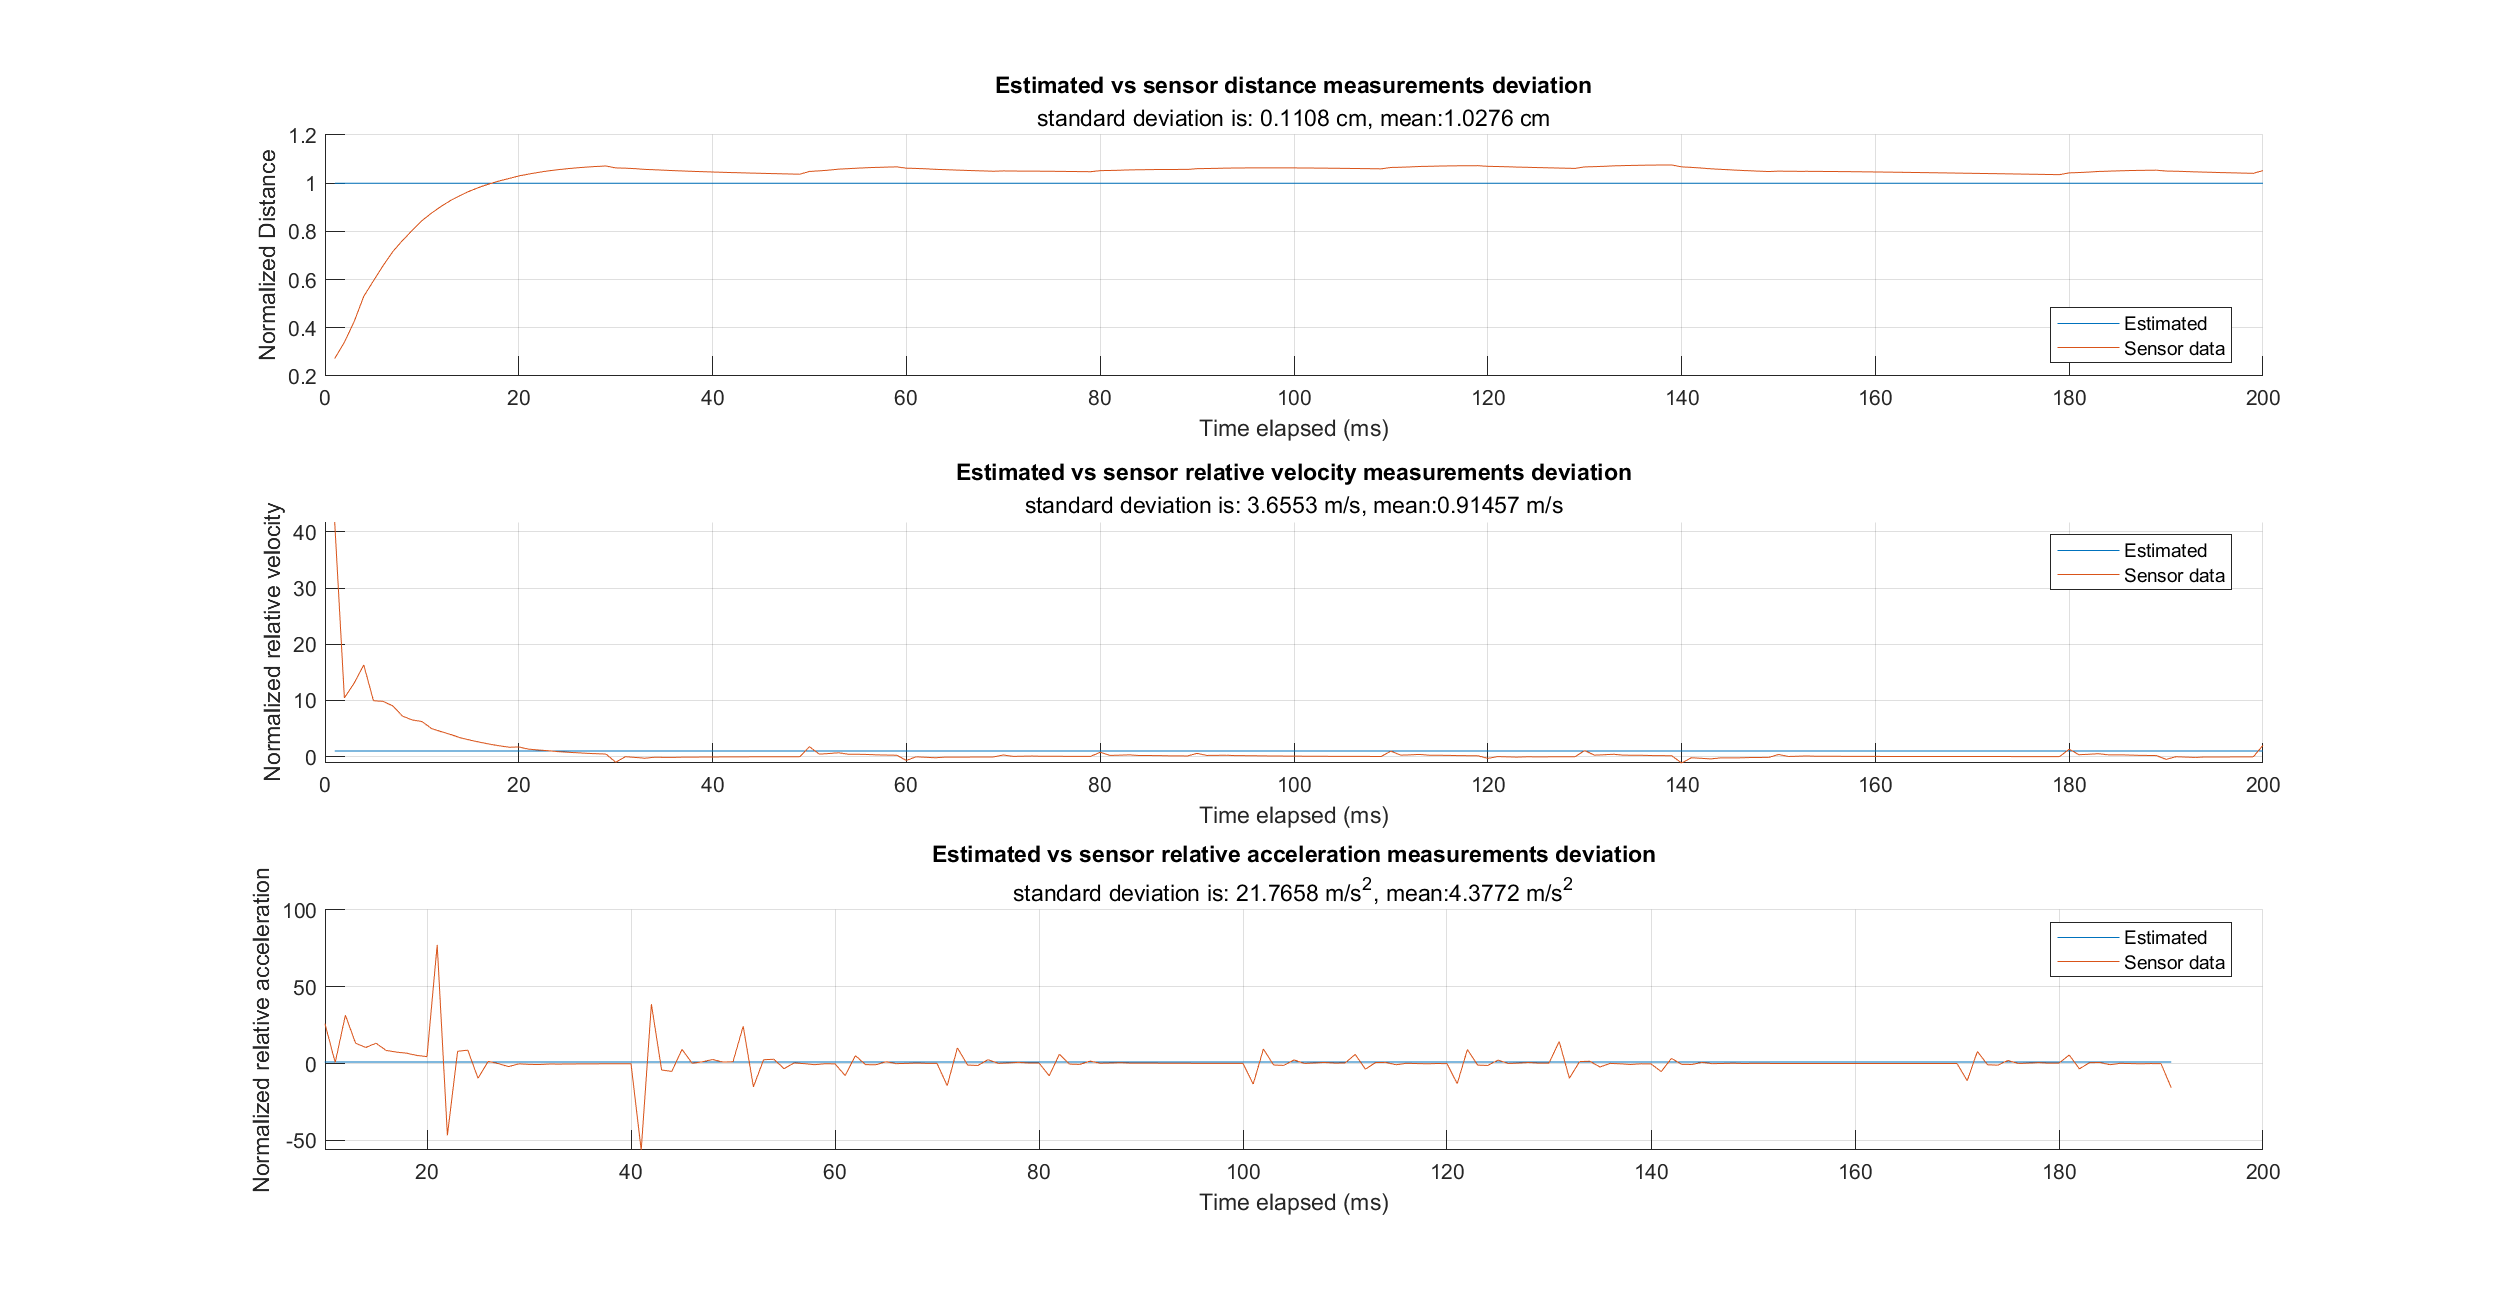 Estimated vs sensor distance measurements deviation
standard deviation is: 0.1108 cm, mean:1.0276 cm
Normalized Distance
1.2
1
0.8
0.6
0.4
0.2
Estimated
Sensor data
0 20 40 60 80 100 120 140 160 180 200
Time elapsed (ms)
Estimated vs sensor relative velocity measurements deviation
standard deviation is: 3.6553 m/s, mean:0.91457 m/s
Normalized relative velocity
40
30
20
10
0
Estimated
Sensor data
0 20 40 60 80 100 120 140 160 180 200
Time elapsed (ms)
Estimated vs sensor relative acceleration measurements deviation
standard deviation is: 21.7658 m/s², mean:4.3772 m/s²
Normalized relative acceleration
100
50
0
-50
Estimated
Sensor data
20 40 60 80 100 120 140 160 180 200
Time elapsed (ms)